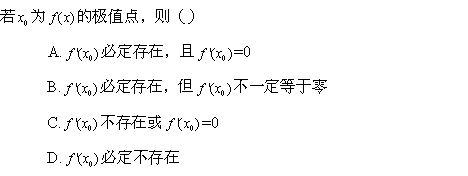 若x₀为f(x)的极值点，则（）
A. f'(x₀)必定存在，且f'(x₀)=0
B. f'(x₀)必定存在，但f'(x₀)不一定等于零
C. f'(x₀)不存在或f'(x₀)=0
D. f'(x₀)必定不存在